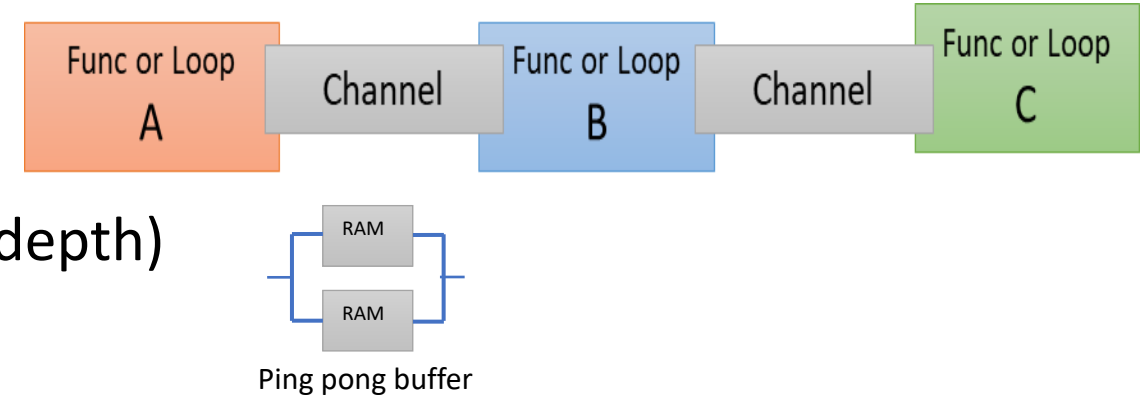 Func or Loop
A
Channel
Func or Loop
B
Channel
Func or Loop
C
depth)
RAM
RAM
Ping pong buffer